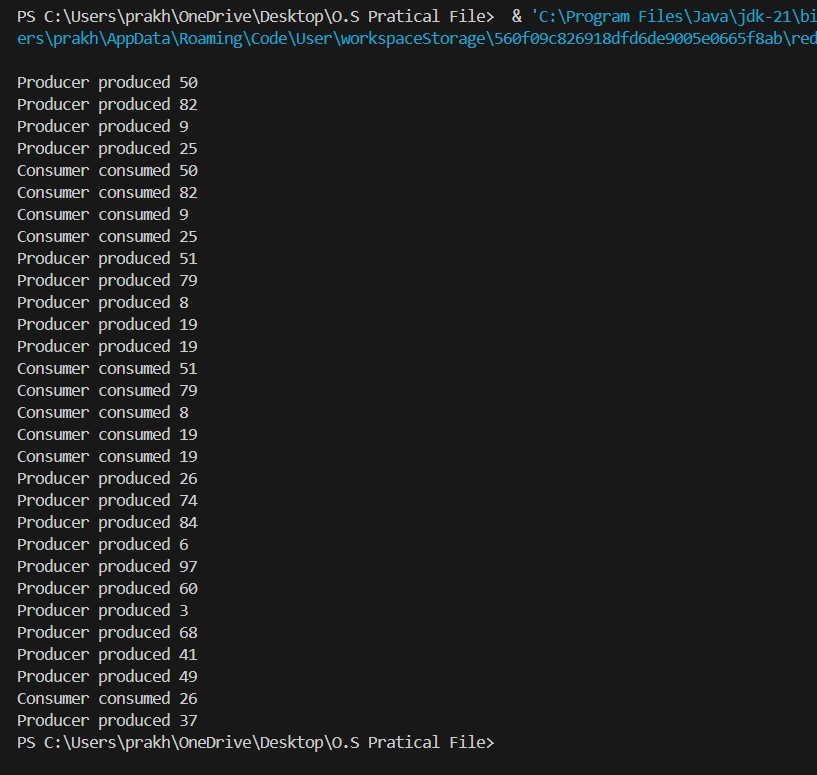 PS C:\Users\prakh\OneDrive\Desktop\O.S Pratical File>  & 'C:\Program Files\Java\jdk-21\bi
ers\prakh\AppData\Roaming\Code\User\workspaceStorage\560f09c826918dfd6de9005e0665f8ab\red
Producer produced 50
Producer produced 82
Producer produced 9
Producer produced 25
Consumer consumed 50
Consumer consumed 82
Consumer consumed 9
Consumer consumed 25
Producer produced 51
Producer produced 79
Producer produced 8
Producer produced 19
Producer produced 19
Consumer consumed 51
Consumer consumed 79
Consumer consumed 8
Consumer consumed 19
Consumer consumed 19
Producer produced 26
Producer produced 74
Producer produced 84
Producer produced 6
Producer produced 97
Producer produced 60
Producer produced 3
Producer produced 68
Producer produced 41
Producer produced 49
Consumer consumed 26
Producer produced 37
PS C:\Users\prakh\OneDrive\Desktop\O.S Pratical File>